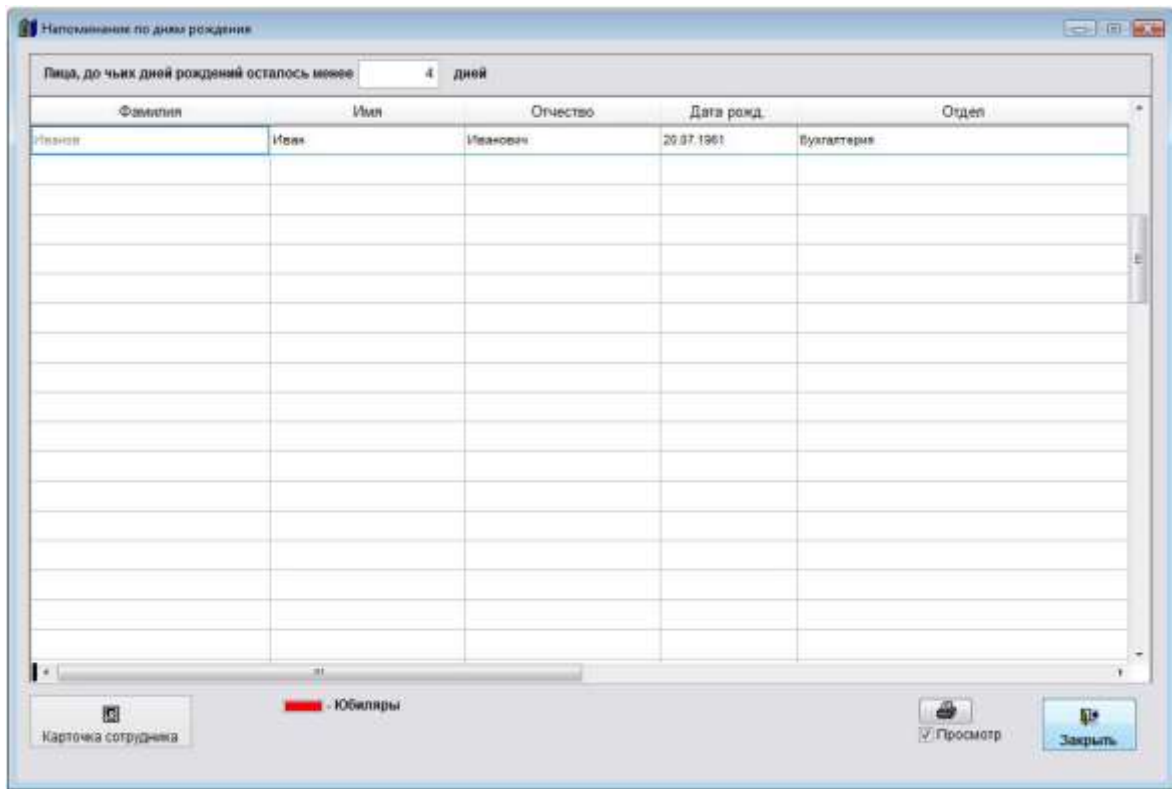 Напоминание по дням рождения
Лица, до чьих дней рождений осталось менее 4 дней
Фамилия Имя Отчество Дата рожд. Отдел
Иванов Иван Иванович 20.07.1961 Бухгалтерия
- Юбиляры
Карточка сотрудника
Просмотр
Закрыть